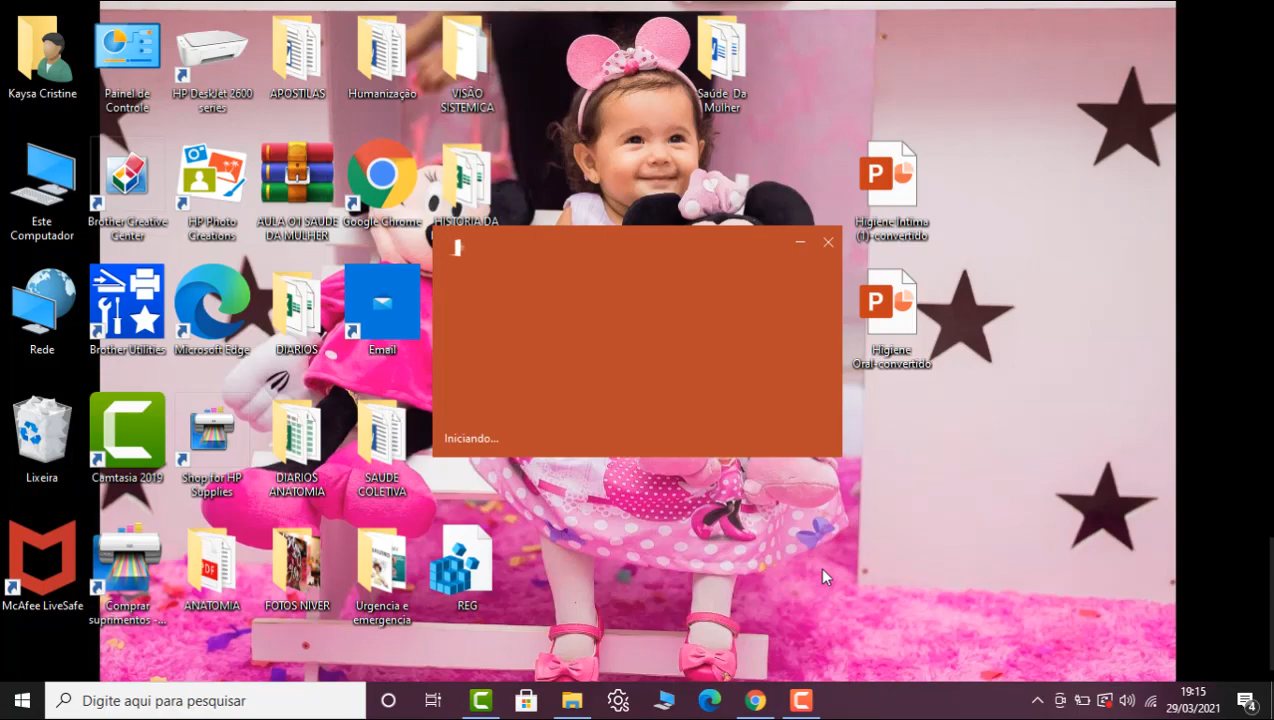 Kaysa Cristine
Painel de
Controle
HP DeskJet 2600
series
APOSTILAS
Humanização
VISÃO
SISTEMICA
Saúde Da
Mulher
Este
Computador
Brother Creative
Center
HP Photo
Creations
AULA O1 SAUDE
DA MULHER
Google Chrome
HISTORIA DA
P
Higiene Intima
(1)-convertido
Iniciando...
Rede
Brother Utilities
Microsoft Edge
DIARIOS
Email
P
Higiene
Oral-convertido
Lixeira
Camtasia 2019
Shop for HP
Supplies
DIARIOS
ANATOMIA
SAUDE
COLETIVA
McAfee LiveSafe
Comprar
suprimentos -...
PDF
ANATOMIA
FOTOS NIVER
Urgencia e
emergencia
REG
Digite aqui para pesquisar
19:15
29/03/2021
4